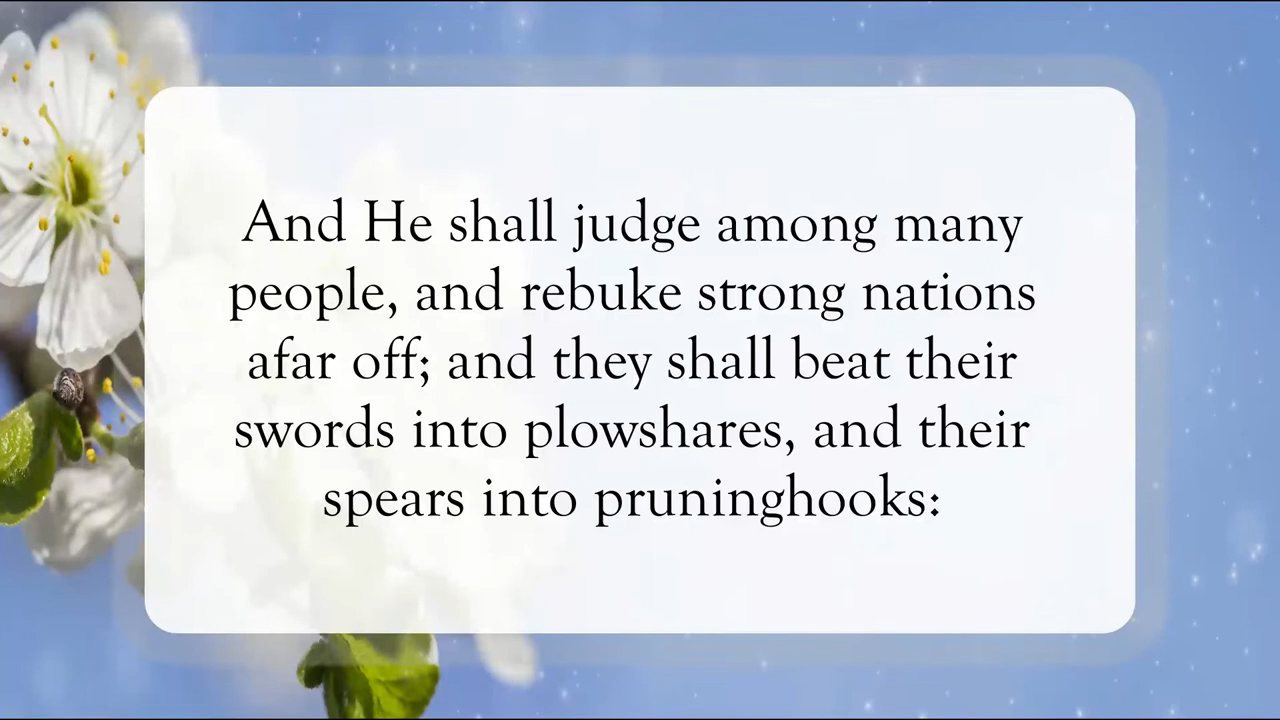 And He shall judge among many
people, and rebuke strong nations
afar off; and they shall beat their
swords into plowshares, and their
spears into pruninghooks: